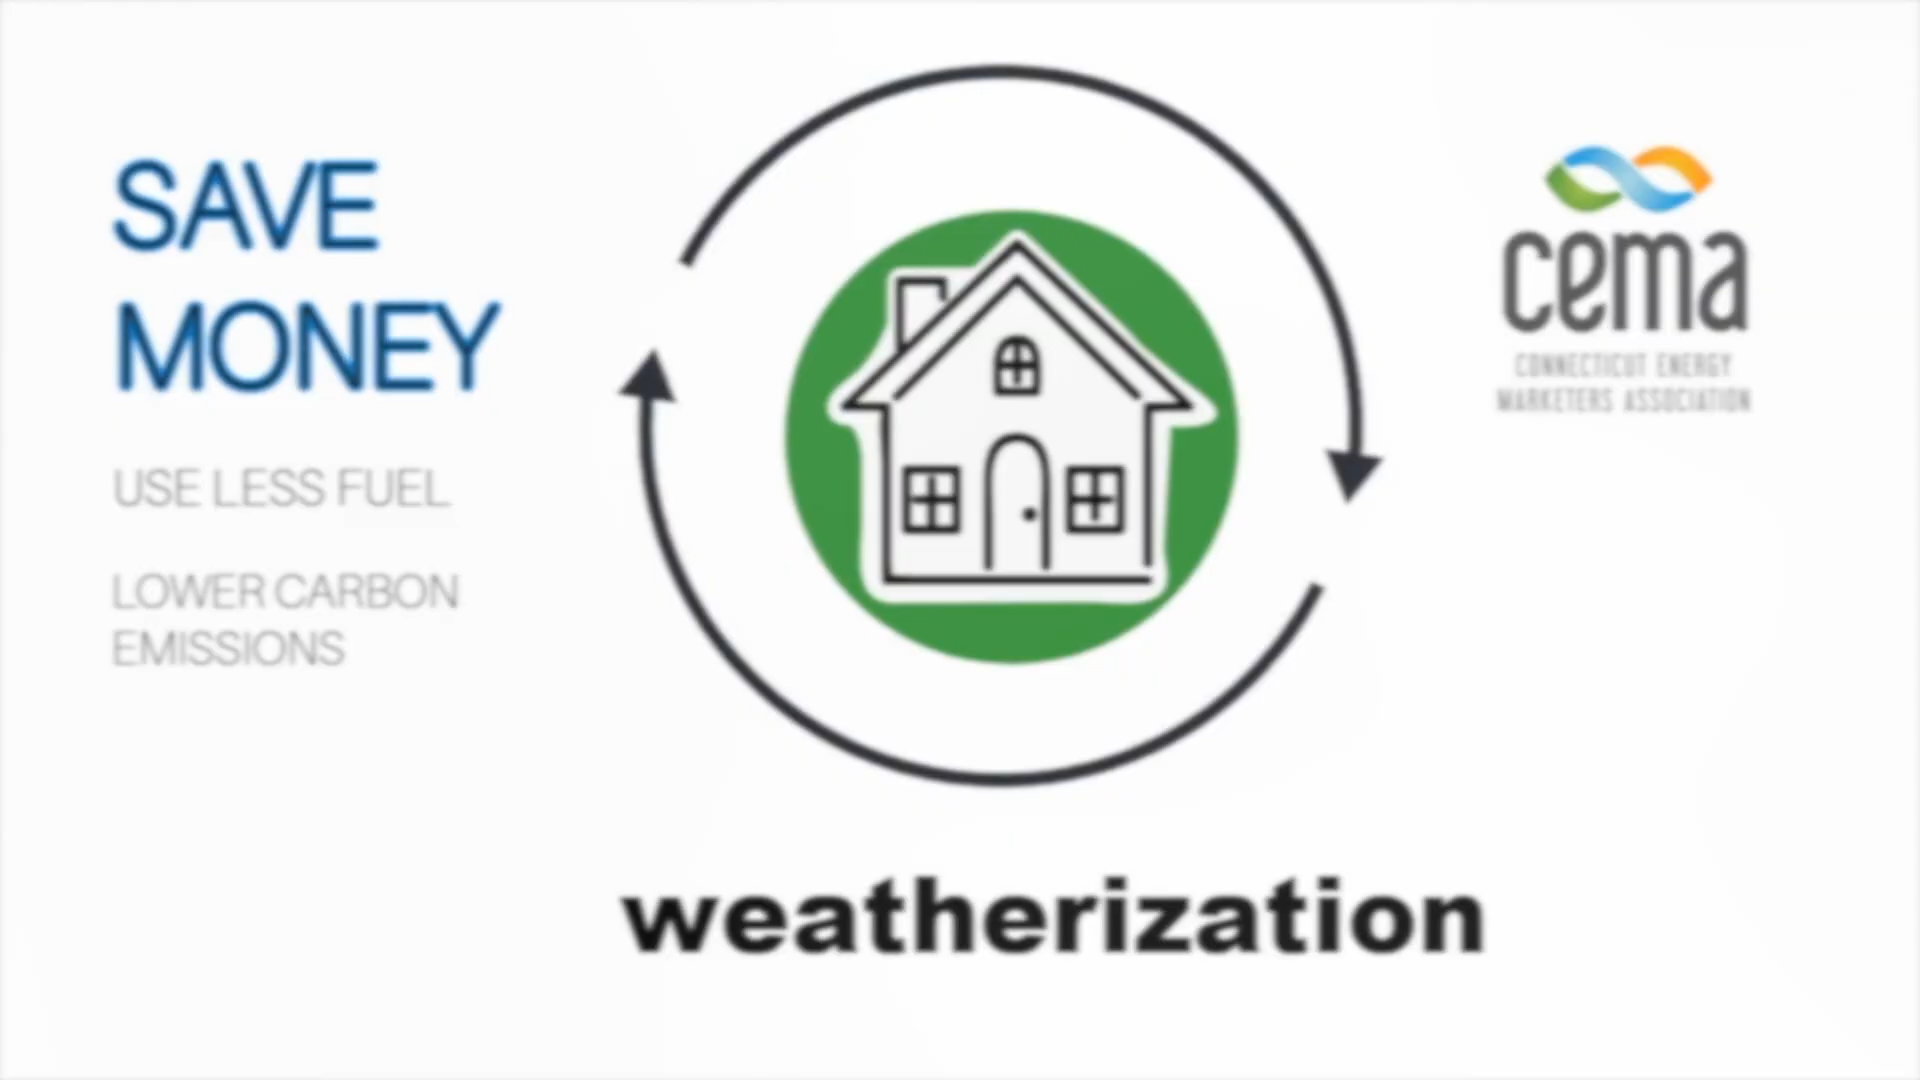 SAVE
MONEY
USE LESS FUEL
LOWER CARBON
EMISSIONS
cema
CONNECTICUT ENERGY
MARKETERS ASSOCIATION
weatherization